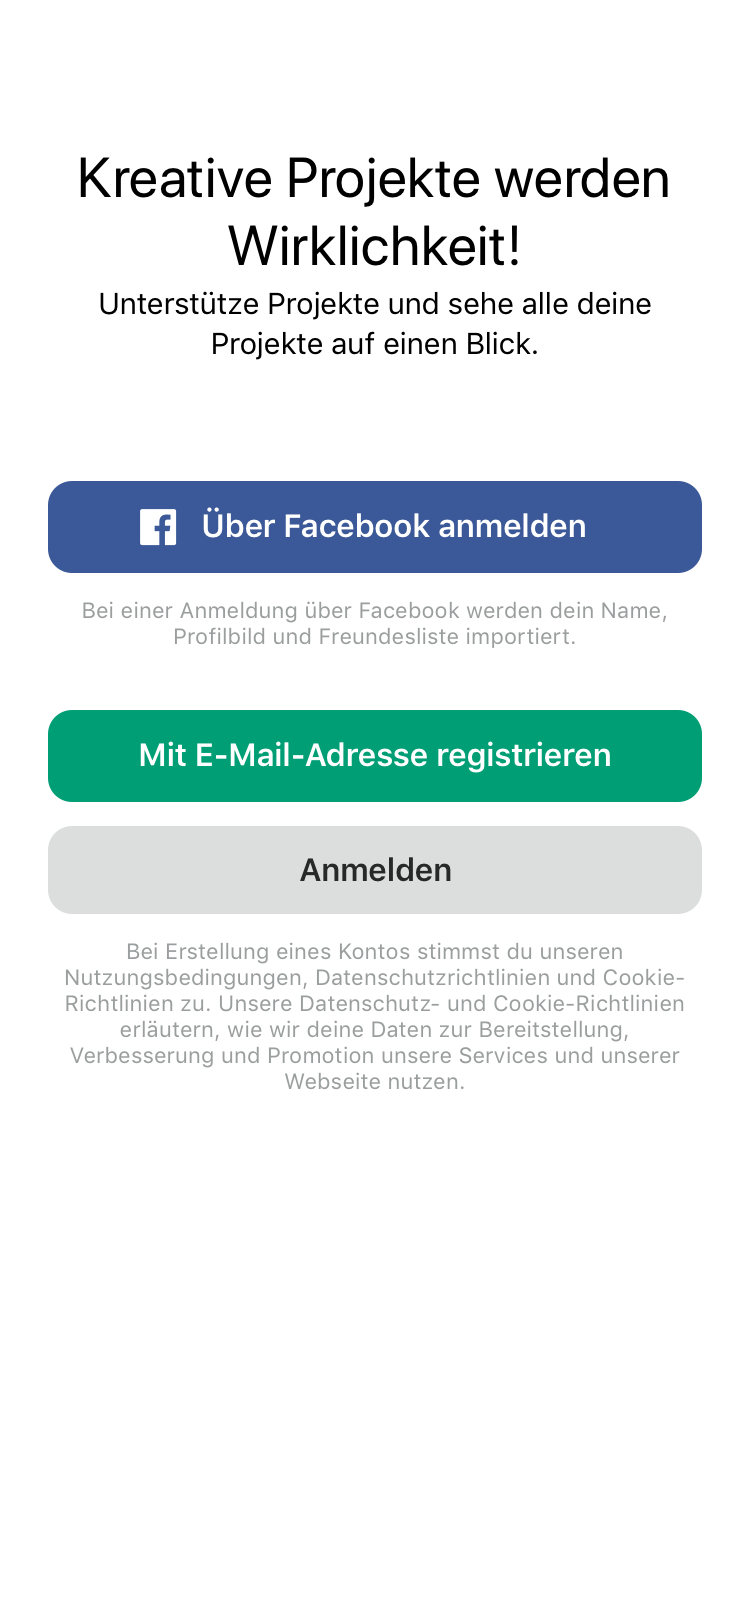 Kreative Projekte werden
Wirklichkeit!
Unterstütze Projekte und sehe alle deine
Projekte auf einen Blick.
Über Facebook anmelden
Bei einer Anmeldung über Facebook werden dein Name,
Profilbild und Freundesliste importiert.
Mit E-Mail-Adresse registrieren
Anmelden
Bei Erstellung eines Kontos stimmst du unseren
Nutzungsbedingungen, Datenschutzrichtlinien und Cookie-
Richtlinien zu. Unsere Datenschutz- und Cookie-Richtlinien
erläutern, wie wir deine Daten zur Bereitstellung,
Verbesserung und Promotion unsere Services und unserer
Webseite nutzen.